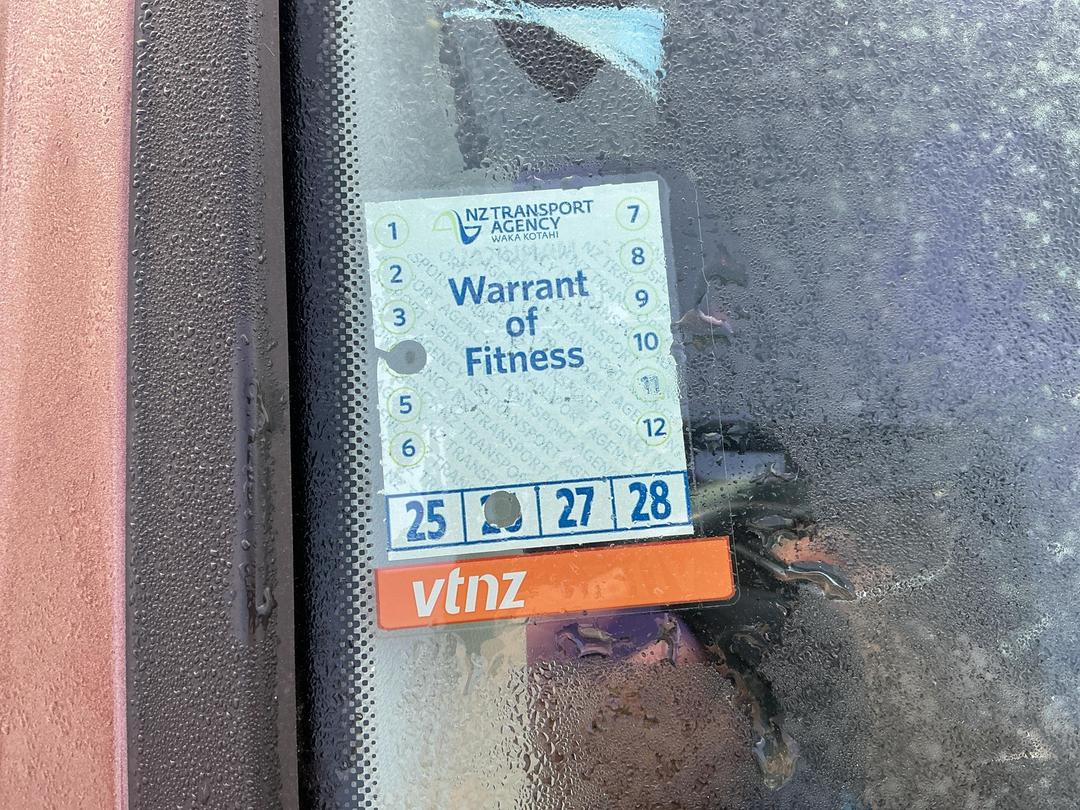 NZ TRANSPORT
AGENCY
WAKA KOTAHI
1
2
3
5
6
7
8
9
10
11
12
Warrant
of
Fitness
25 27 28
vtnz